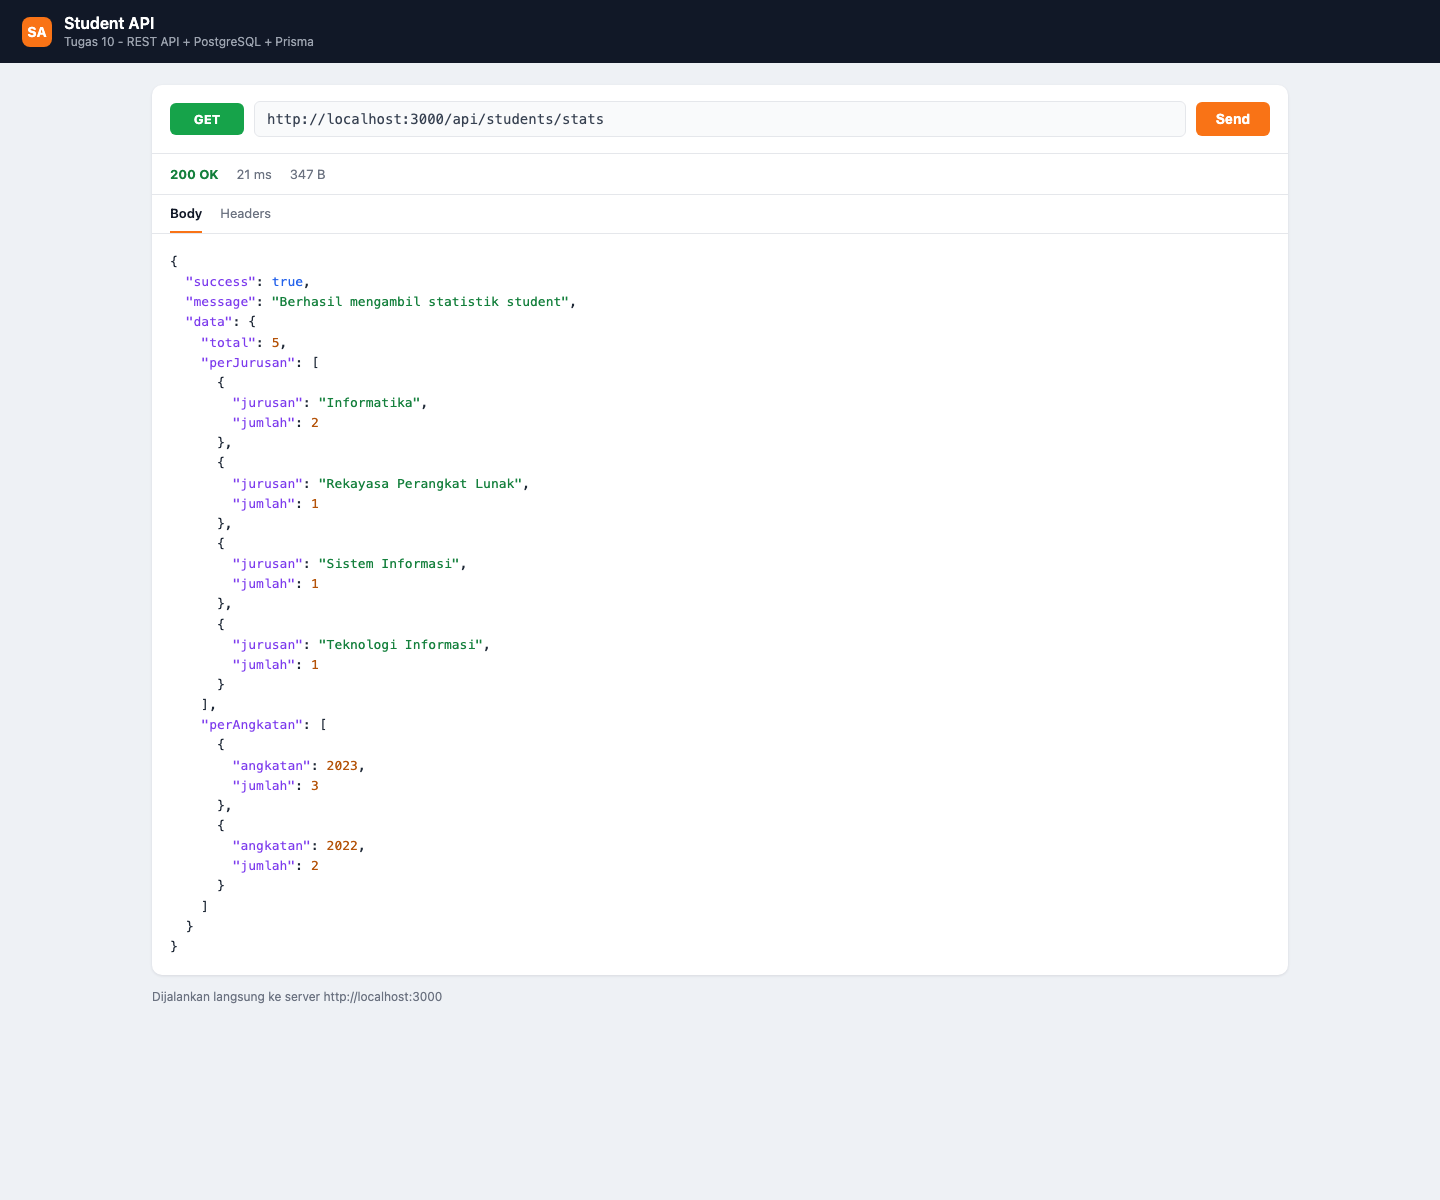 SA
Student API
Tugas 10 - REST API + PostgreSQL + Prisma
GET
http://localhost:3000/api/students/stats
Send
200 OK 21 ms 347 B
Body Headers
{
  "success": true,
  "message": "Berhasil mengambil statistik student",
  "data": {
    "total": 5,
    "perJurusan": [
      {
        "jurusan": "Informatika",
        "jumlah": 2
      },
      {
        "jurusan": "Rekayasa Perangkat Lunak",
        "jumlah": 1
      },
      {
        "jurusan": "Sistem Informasi",
        "jumlah": 1
      },
      {
        "jurusan": "Teknologi Informasi",
        "jumlah": 1
      }
    ],
    "perAngkatan": [
      {
        "angkatan": 2023,
        "jumlah": 3
      },
      {
        "angkatan": 2022,
        "jumlah": 2
      }
    ]
  }
}
Dijalankan langsung ke server http://localhost:3000